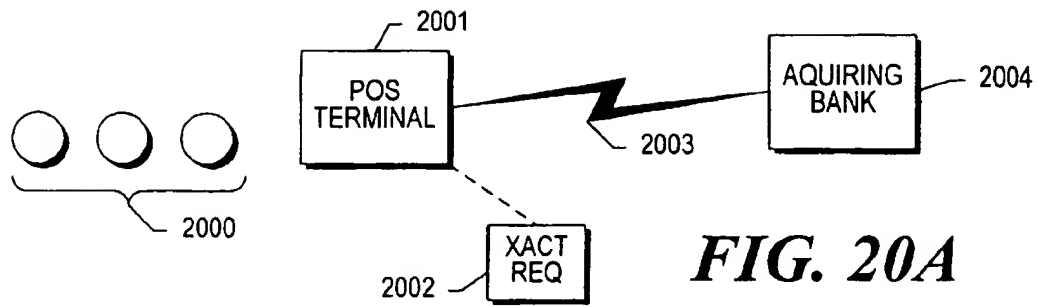 2001
POS
TERMINAL
AQUIRING
BANK
2004
2003
2000
XACT
REQ
2002
FIG. 20A